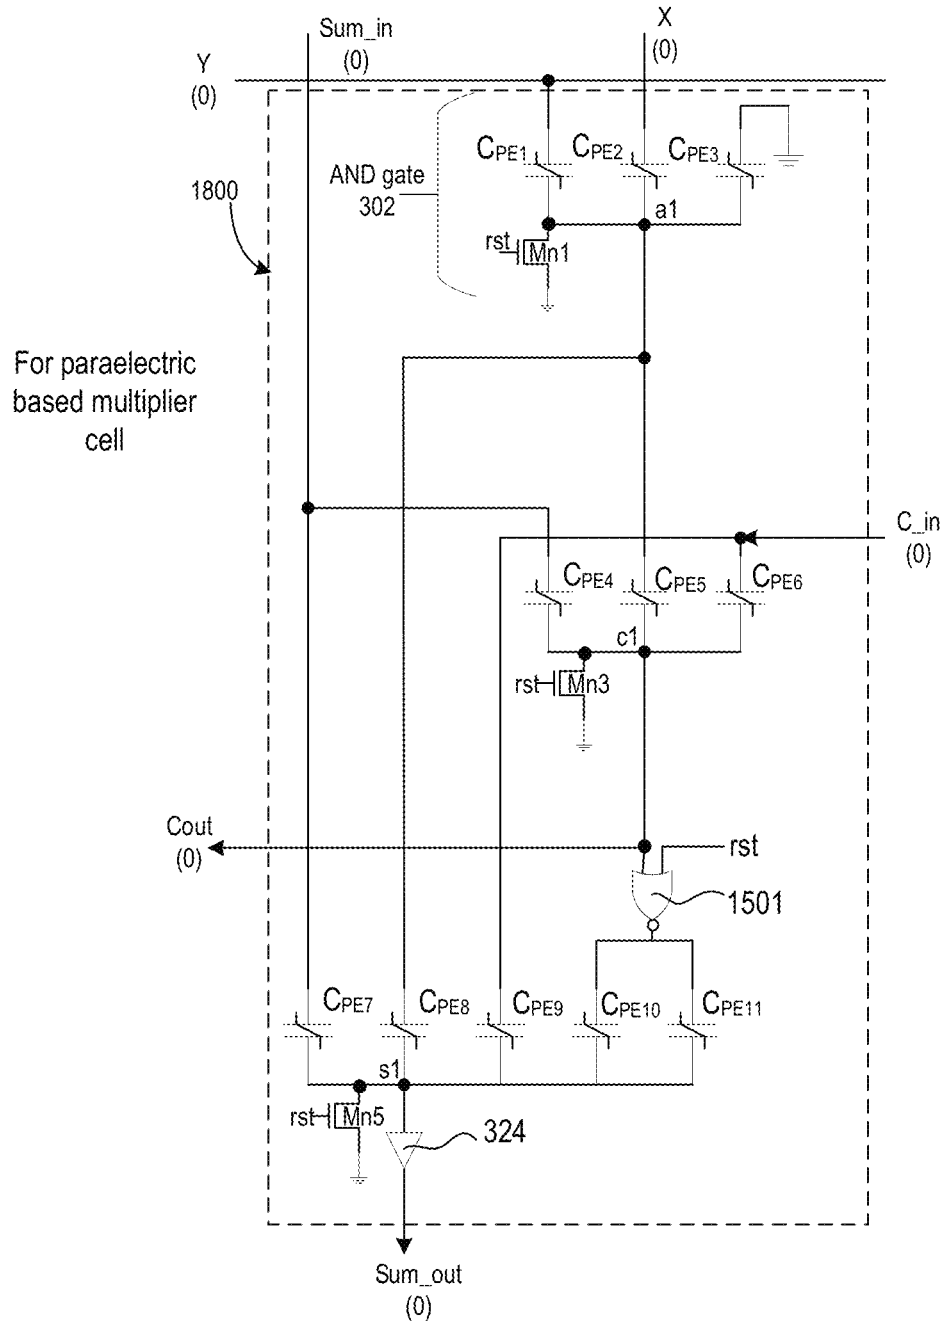 Sum_in
(0)
X
(0)
Y
(0)
CPE1
CPE2
CPE3
AND gate
302
1800
a1
rst
Mn1
For paraelectric
based multiplier
cell
C_in
(0)
CPE4
CPE5
CPE6
c1
rst
Mn3
Cout
(0)
rst
1501
CPE7
CPE8
CPE9
CPE10
CPE11
s1
rst
Mn5
324
Sum_out
(0)